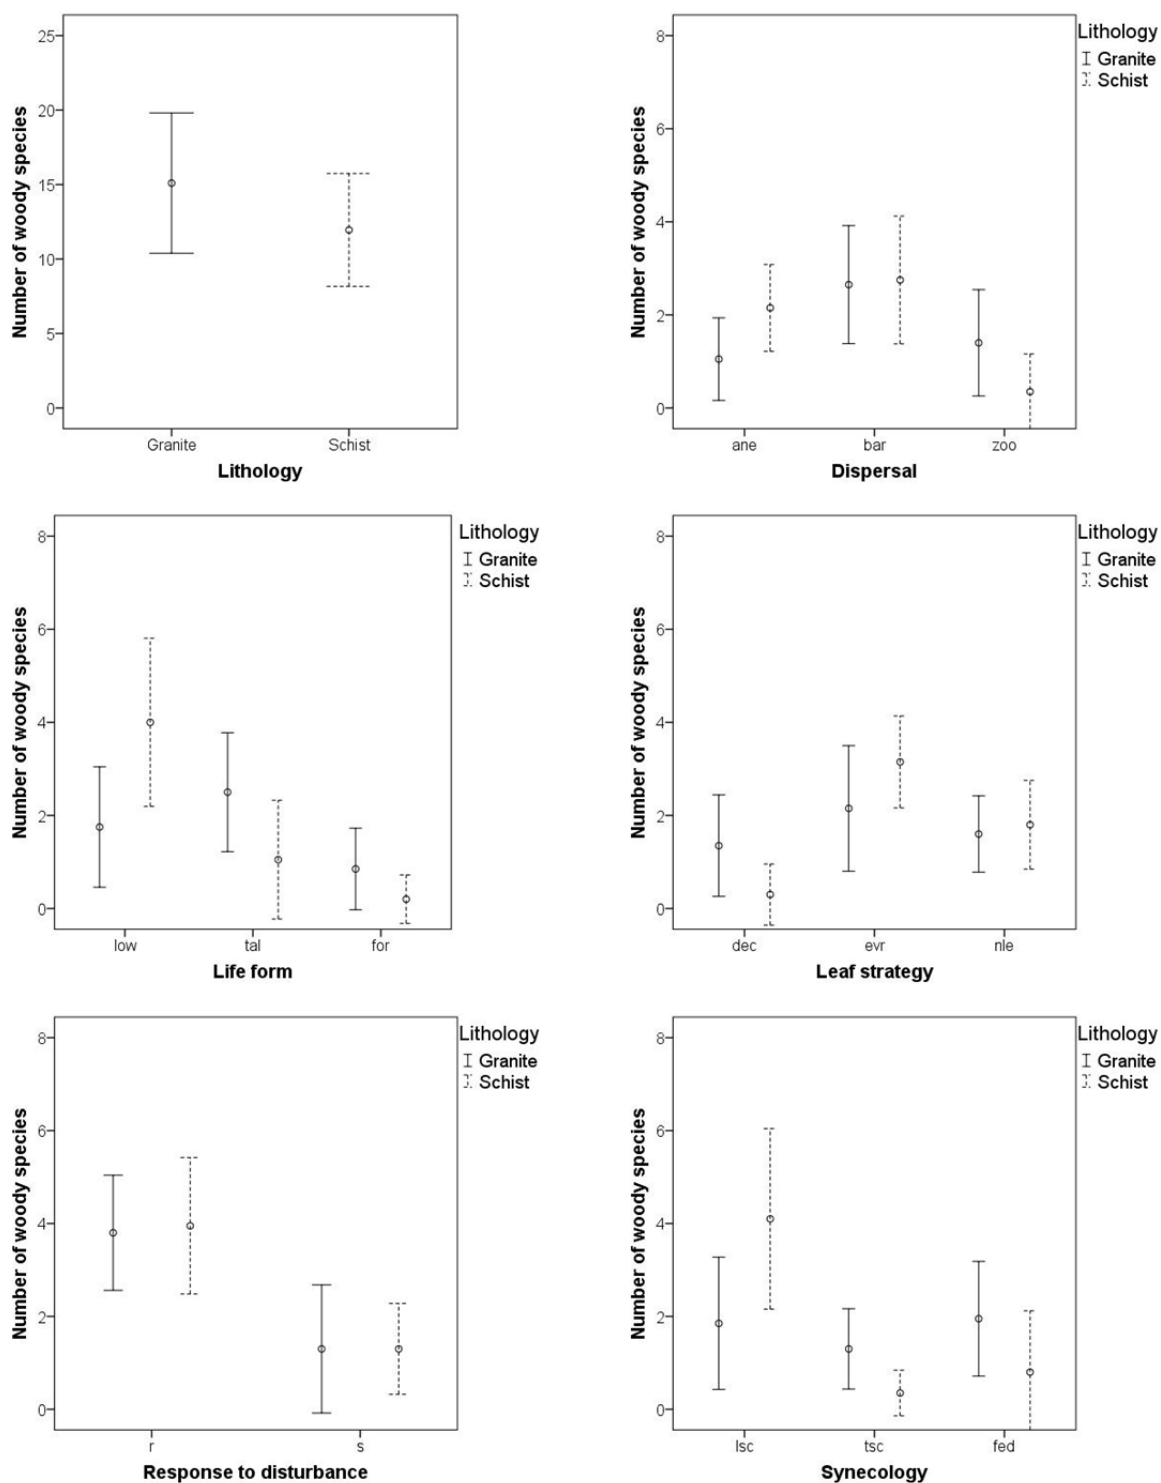 Number of woody species
25
20
15
10
5
0
Granite
Schist
Lithology
Number of woody species
8
6
4
2
0
ane
bar
zoo
Dispersal
Lithology
Granite
Schist
Number of woody species
8
6
4
2
0
low
tal
for
Life form
Lithology
Granite
Schist
Number of woody species
8
6
4
2
0
dec
evr
nle
Leaf strategy
Lithology
Granite
Schist
Number of woody species
8
6
4
2
0
r
s
Response to disturbance
Lithology
Granite
Schist
Number of woody species
8
6
4
2
0
lsc
tsc
fed
Synecology
Lithology
Granite
Schist